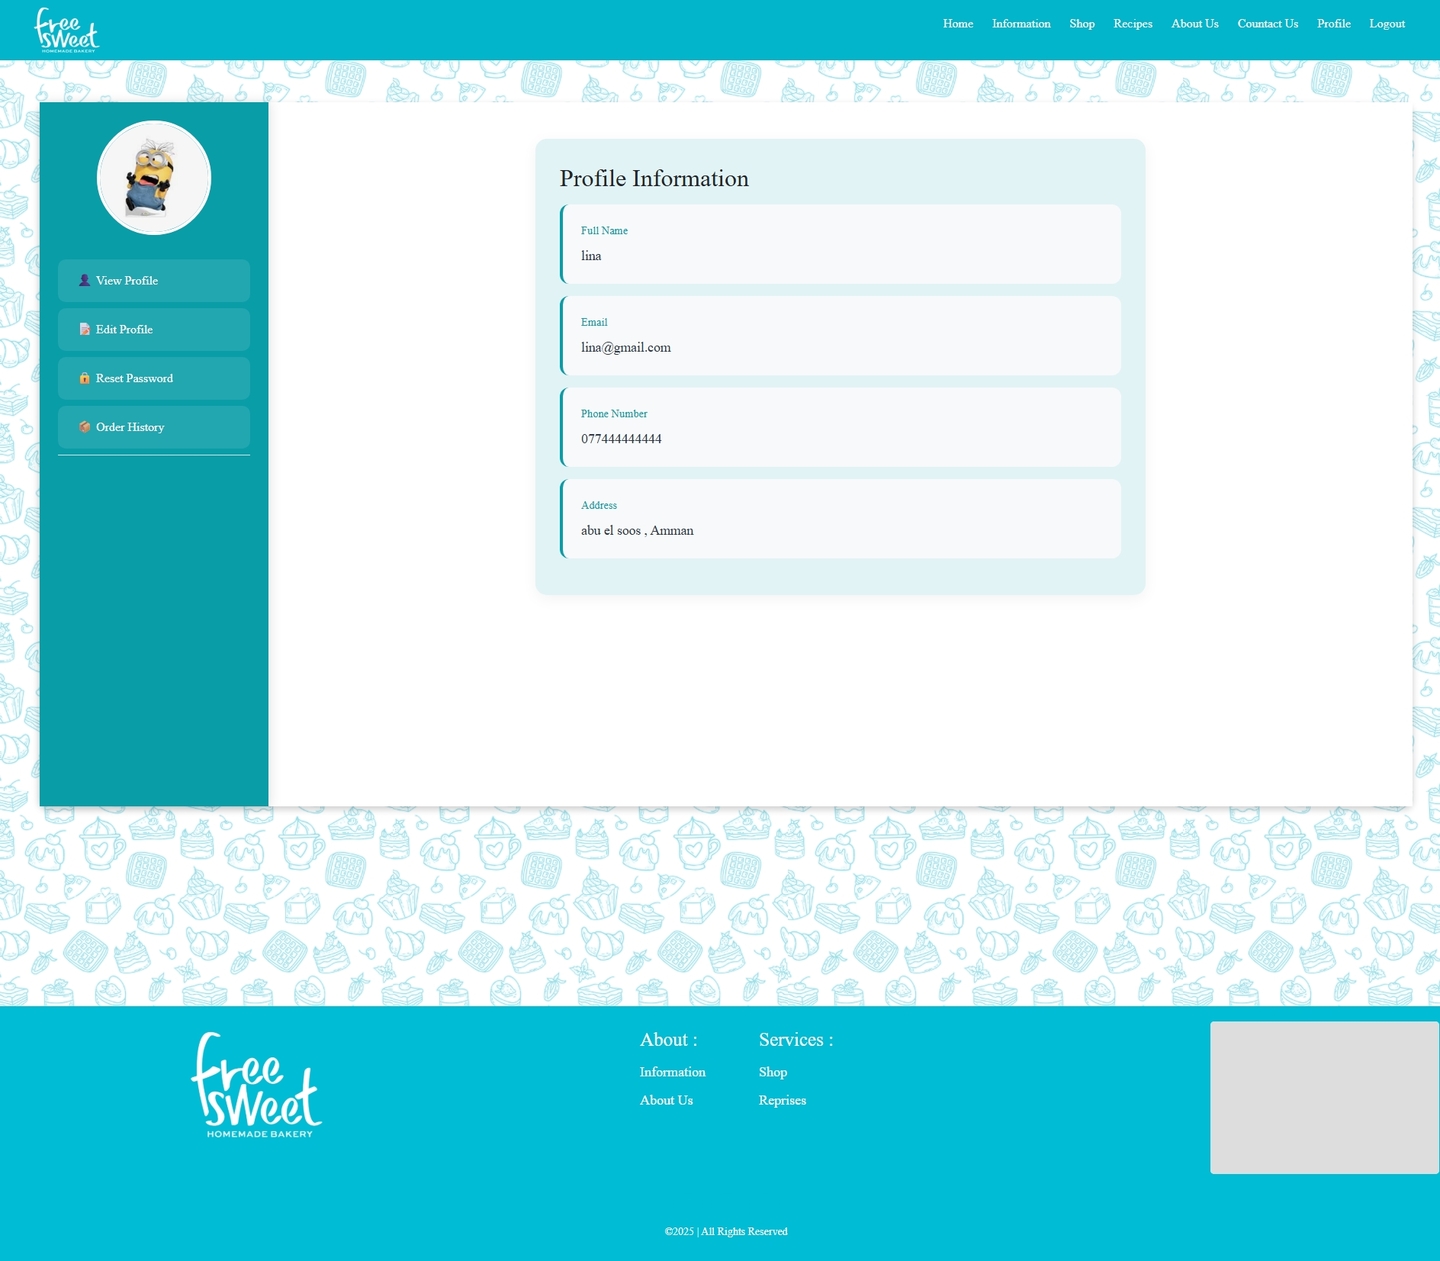 free
sweet
HOMEMADE BAKERY
Home Information Shop Recipes About Us Countact Us Profile Logout
View Profile
Edit Profile
Reset Password
Order History
Profile Information
Full Name
lina
Email
lina@gmail.com
Phone Number
077444444444
Address
abu el soos , Amman
free
sweet
HOMEMADE BAKERY
About :
Information
About Us
Services :
Shop
Reprises
©2025 | All Rights Reserved